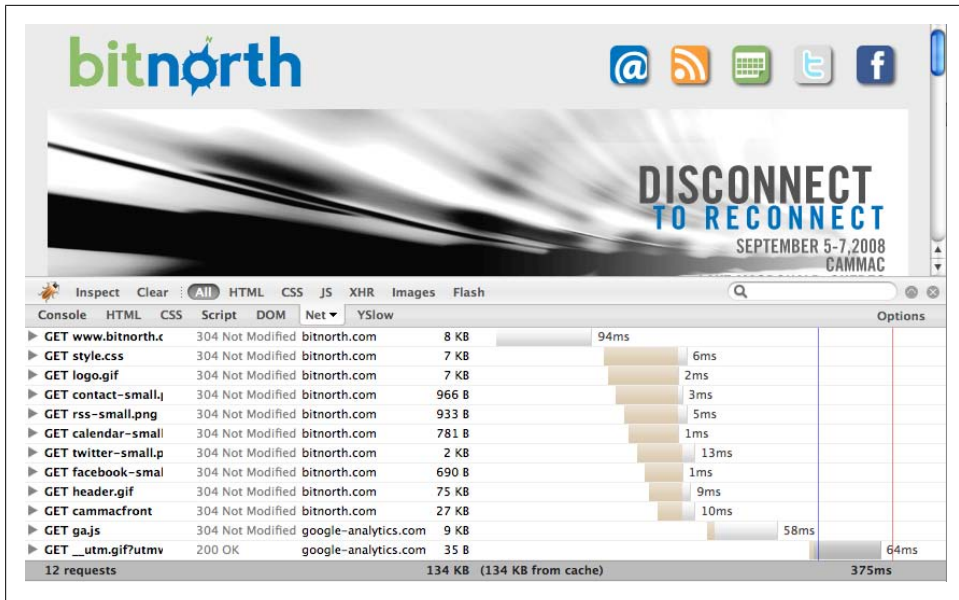 bitnorth
DISCONNECT
TO RECONNECT
SEPTEMBER 5-7,2008
CAMMAC
Inspect Clear All HTML CSS JS XHR Images Flash
Console HTML CSS Script DOM Net YSlow Options
GET www.bitnorth.c 304 Not Modified bitnorth.com 8 KB 94ms
GET style.css 304 Not Modified bitnorth.com 7 KB 6ms
GET logo.gif 304 Not Modified bitnorth.com 7 KB 2ms
GET contact-small.p 304 Not Modified bitnorth.com 966 B 3ms
GET rss-small.png 304 Not Modified bitnorth.com 933 B 5ms
GET calendar-small 304 Not Modified bitnorth.com 781 B 1ms
GET twitter-small.p 304 Not Modified bitnorth.com 2 KB 13ms
GET facebook-smal 304 Not Modified bitnorth.com 690 B 1ms
GET header.gif 304 Not Modified bitnorth.com 75 KB 9ms
GET cammacfront 304 Not Modified bitnorth.com 27 KB 10ms
GET ga.js 304 Not Modified google-analytics.com 9 KB 58ms
GET __utm.gif?utmv 200 OK google-analytics.com 35 B 64ms
12 requests 134 KB (134 KB from cache) 375ms